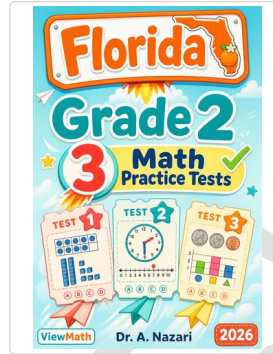 Florida
Grade 2
3 Math
Practice Tests
TEST 1
TEST 2
TEST 3
A B C D
A B C D
A B C D
ViewMath
Dr. A. Nazari
2026